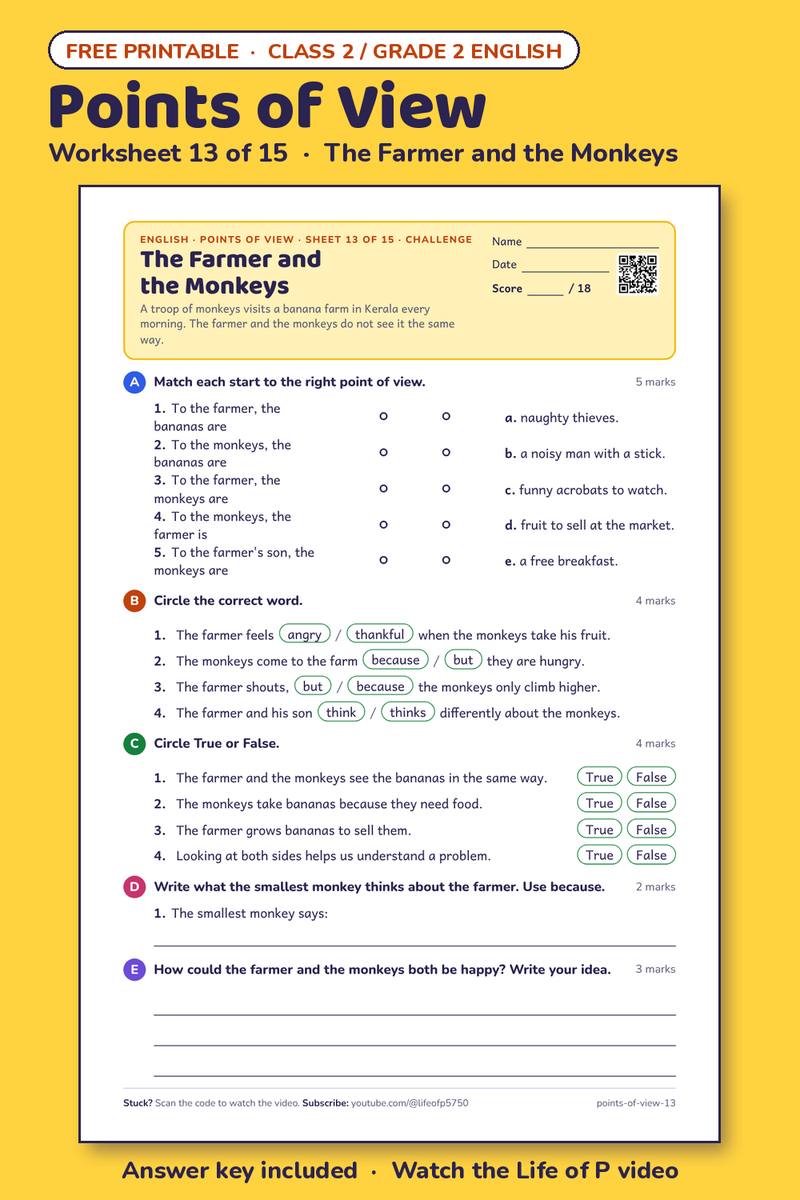 FREE PRINTABLE · CLASS 2 / GRADE 2 ENGLISH
Points of View
Worksheet 13 of 15 · The Farmer and the Monkeys
ENGLISH · POINTS OF VIEW · SHEET 13 OF 15 · CHALLENGE
The Farmer and
the Monkeys
A troop of monkeys visits a banana farm in Kerala every
morning. The farmer and the monkeys do not see it the same
way.
Name
Date
Score / 18
A Match each start to the right point of view. 5 marks
1. To the farmer, the
bananas are
a. naughty thieves.
2. To the monkeys, the
bananas are
b. a noisy man with a stick.
3. To the farmer, the
monkeys are
c. funny acrobats to watch.
4. To the monkeys, the
farmer is
d. fruit to sell at the market.
5. To the farmer's son, the
monkeys are
e. a free breakfast.
B Circle the correct word. 4 marks
1. The farmer feels angry / thankful when the monkeys take his fruit.
2. The monkeys come to the farm because / but they are hungry.
3. The farmer shouts, but / because the monkeys only climb higher.
4. The farmer and his son think / thinks differently about the monkeys.
C Circle True or False. 4 marks
1. The farmer and the monkeys see the bananas in the same way. True False
2. The monkeys take bananas because they need food. True False
3. The farmer grows bananas to sell them. True False
4. Looking at both sides helps us understand a problem. True False
D Write what the smallest monkey thinks about the farmer. Use because. 2 marks
1. The smallest monkey says:
E How could the farmer and the monkeys both be happy? Write your idea. 3 marks
Stuck? Scan the code to watch the video. Subscribe: youtube.com/@lifeofp5750 points-of-view-13
Answer key included · Watch the Life of P video